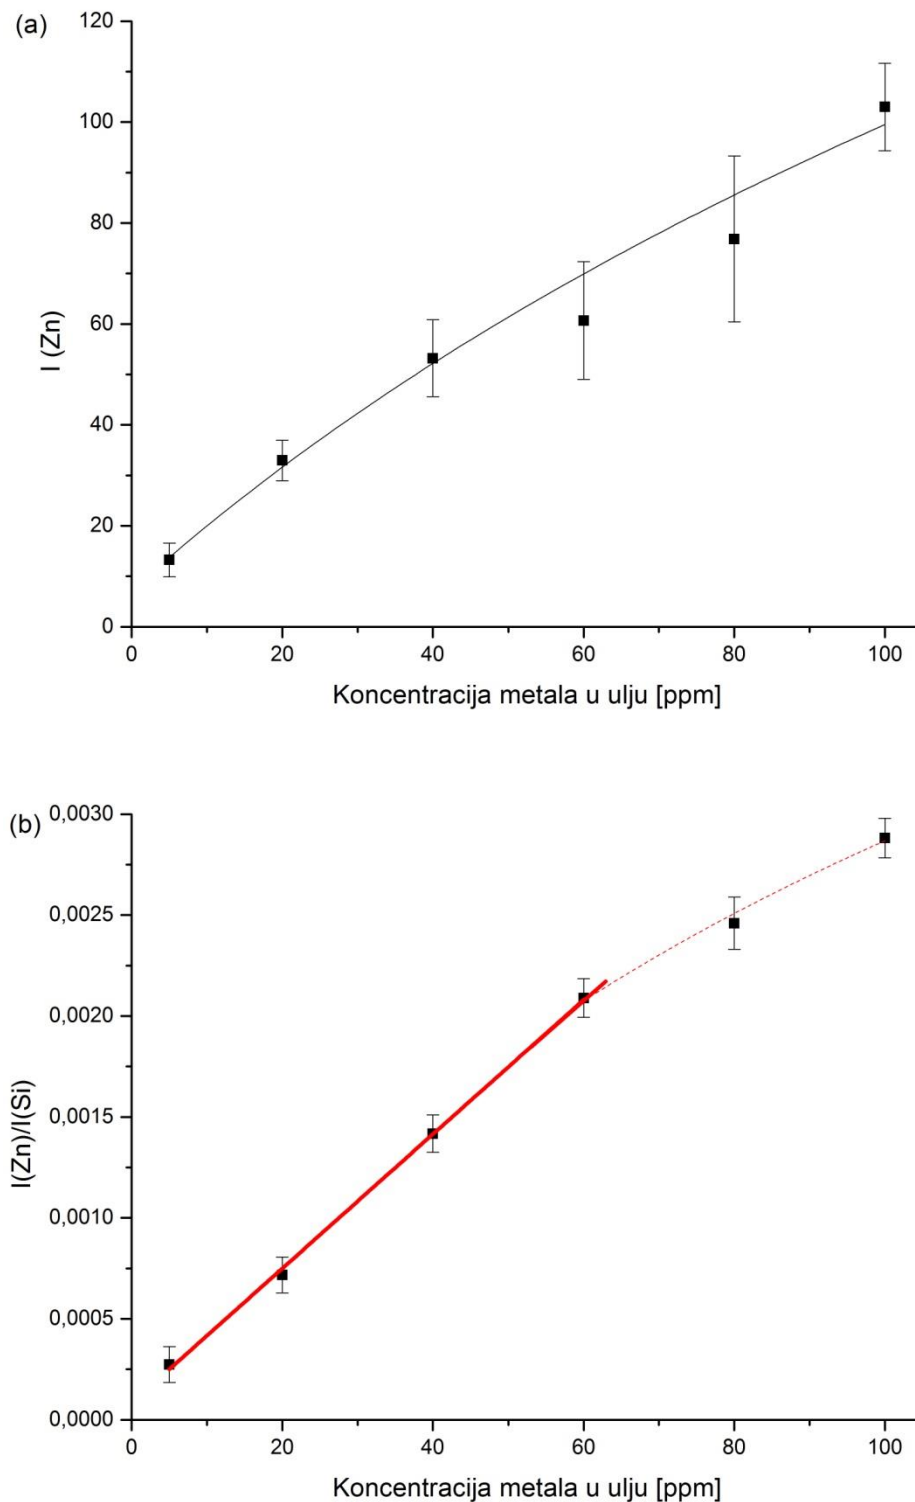 (a)
120
100
80
60
40
20
0
I (Zn)
0 20 40 60 80 100
Koncentracija metala u ulju [ppm]
(b)
0,0030
0,0025
0,0020
0,0015
0,0010
0,0005
0,0000
I(Zn)/I(Si)
0 20 40 60 80 100
Koncentracija metala u ulju [ppm]